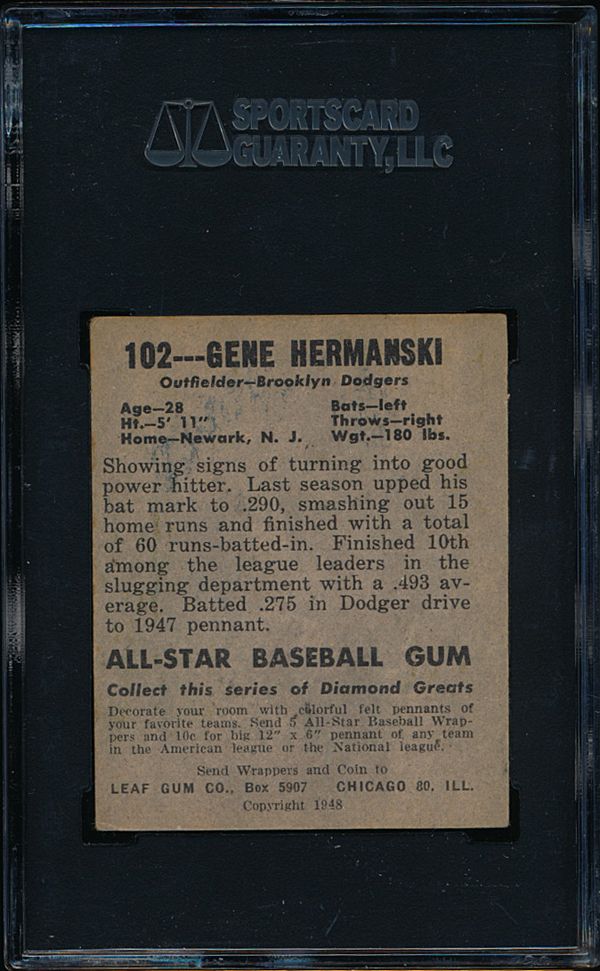 SPORTSCARD
GUARANTY, LLC
102---GENE HERMANSKI
Outfielder—Brooklyn Dodgers
Age—28 Bats—left
Ht.—5' 11" Throws—right
Home—Newark, N. J. Wgt.—180 lbs.
Showing signs of turning into good
power hitter. Last season upped his
bat mark to .290, smashing out 15
home runs and finished with a total
of 60 runs-batted-in. Finished 10th
among the league leaders in the
slugging department with a .493 av-
erage. Batted .275 in Dodger drive
to 1947 pennant.
ALL-STAR BASEBALL GUM
Collect this series of Diamond Greats
Decorate your room with colorful felt pennants of
your favorite teams. Send 5 All-Star Baseball Wrap-
pers and 10c for big 12" x 6" pennant of any team
in the American league or the National league.
Send Wrappers and Coin to
LEAF GUM CO., Box 5907 CHICAGO 80, ILL.
Copyright 1948